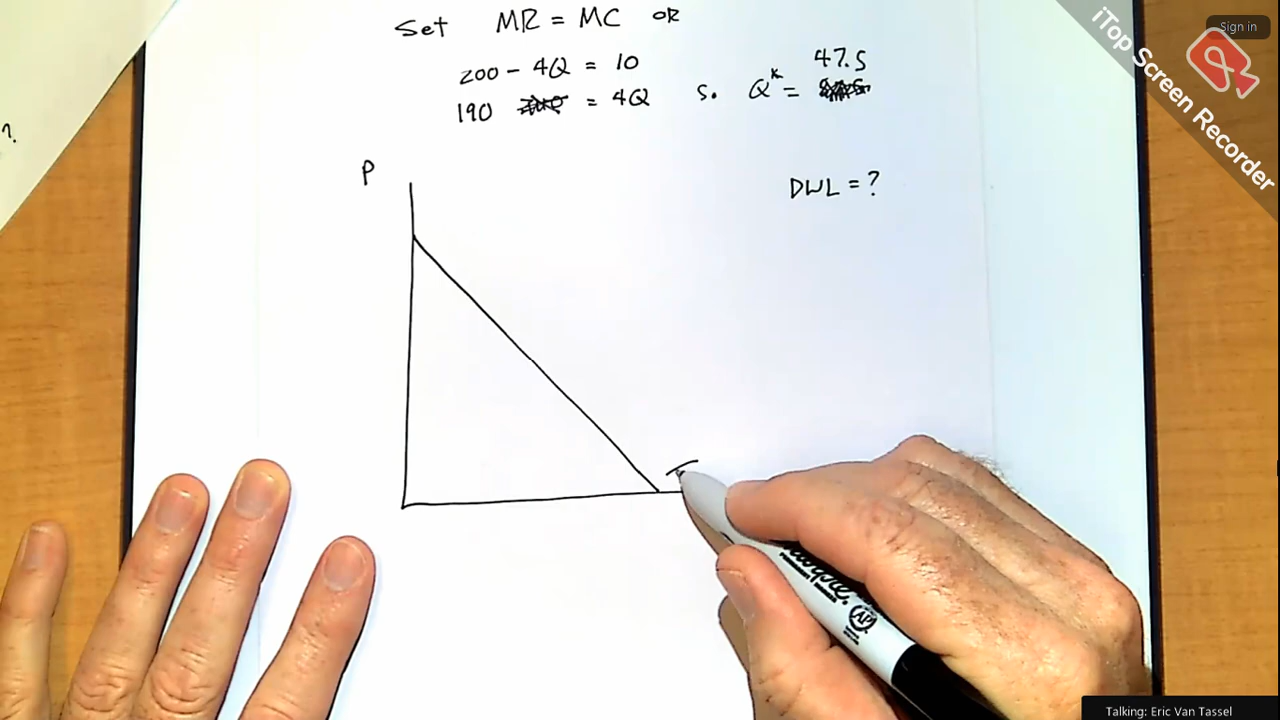 Set MR = MC OR
200 - 4Q = 10
47.5
190 = 4Q so Q* =
?
P
DWL = ?
iTop Screen Recorder
Sign in
AP
Talking: Eric Van Tassel